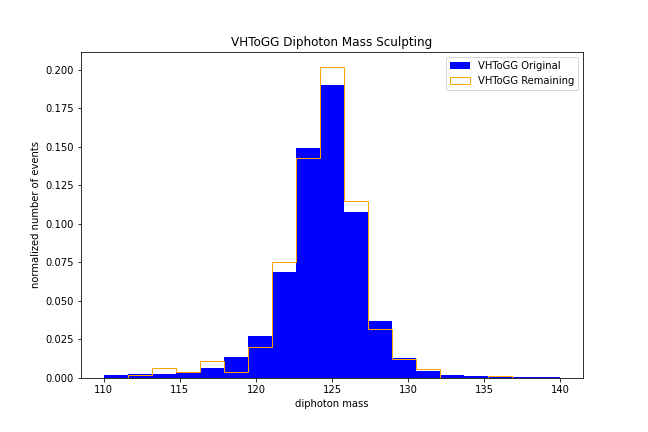 VHToGG Diphoton Mass Sculpting
VHToGG Original
VHToGG Remaining
normalized number of events
0.200
0.175
0.150
0.125
0.100
0.075
0.050
0.025
0.000
110 115 120 125 130 135 140
diphoton mass